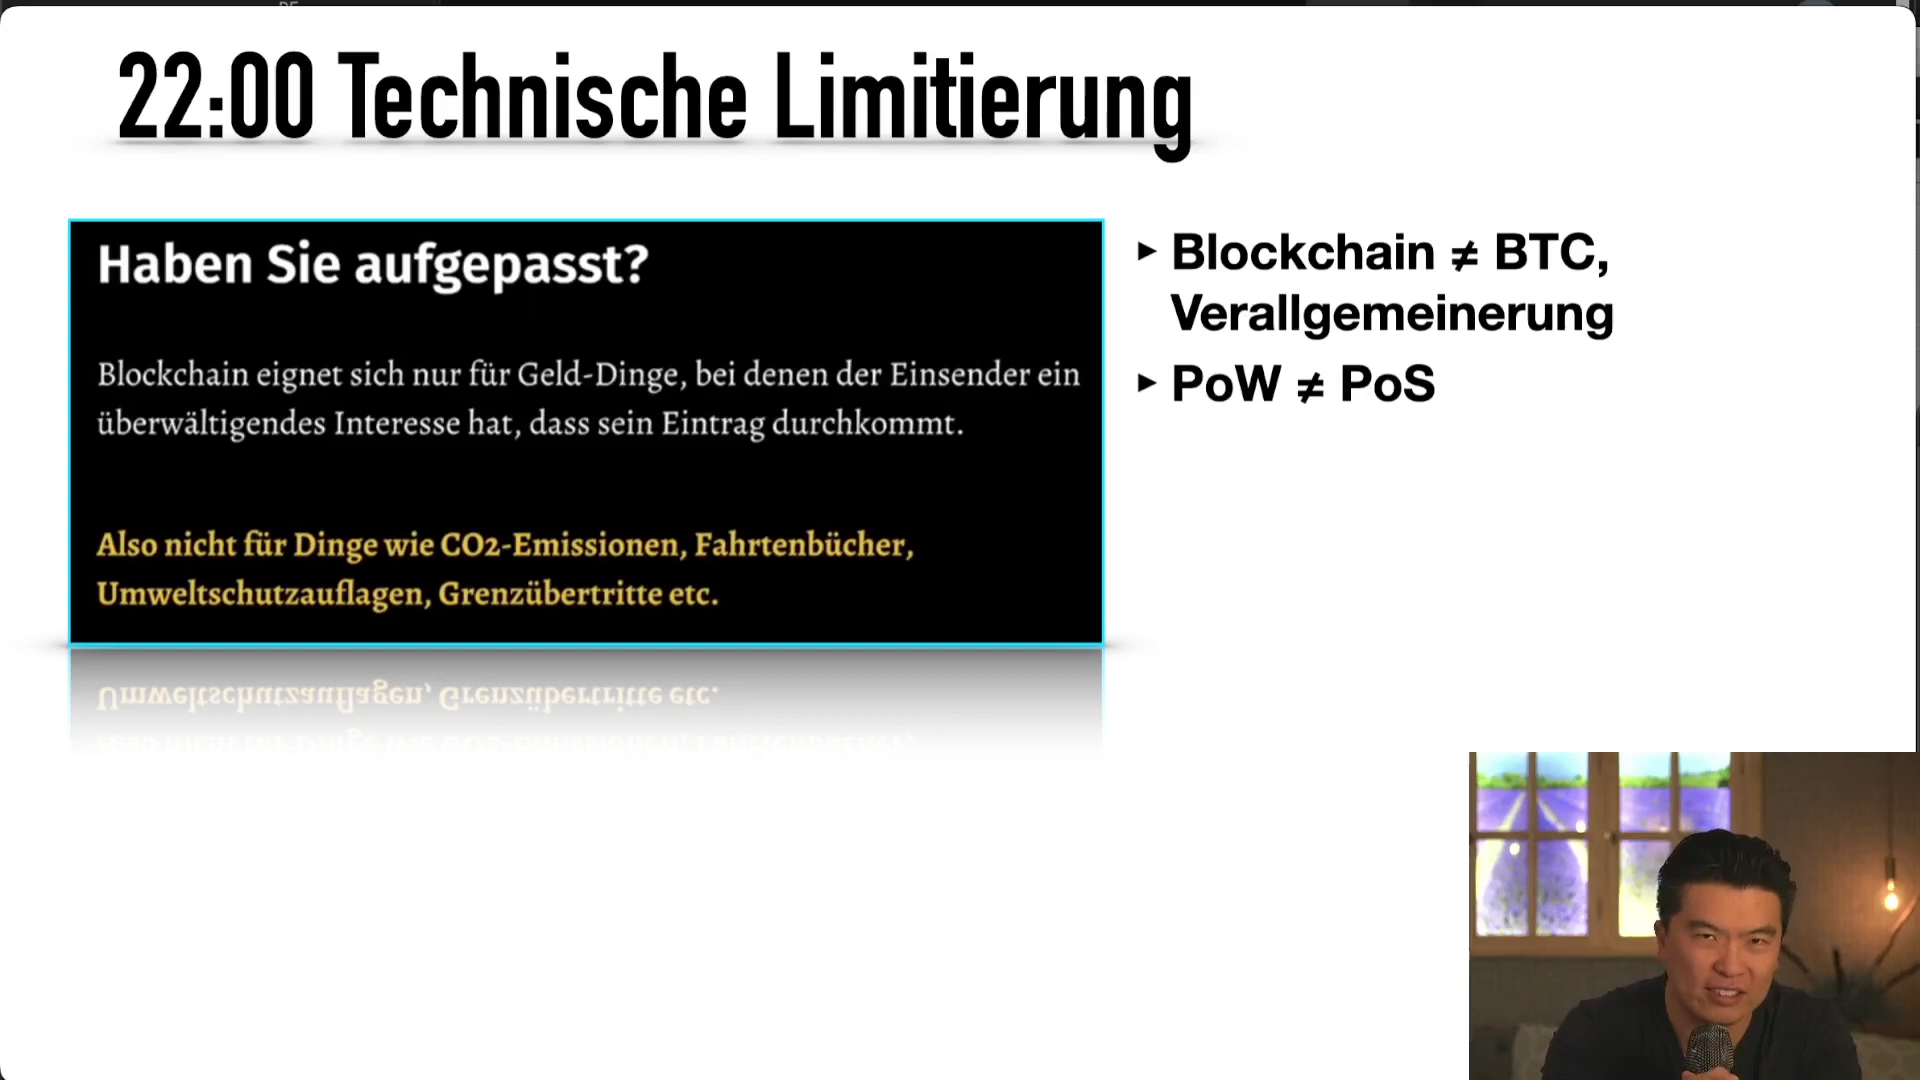 22:00 Technische Limitierung
Haben Sie aufgepasst?
Blockchain eignet sich nur für Geld-Dinge, bei denen der Einsender ein
überwältigendes Interesse hat, dass sein Eintrag durchkommt.
Also nicht für Dinge wie CO2-Emissionen, Fahrtenbücher,
Umweltschutzauflagen, Grenzübertritte etc.
▸ Blockchain ≠ BTC,
Verallgemeinerung
▸ PoW ≠ PoS